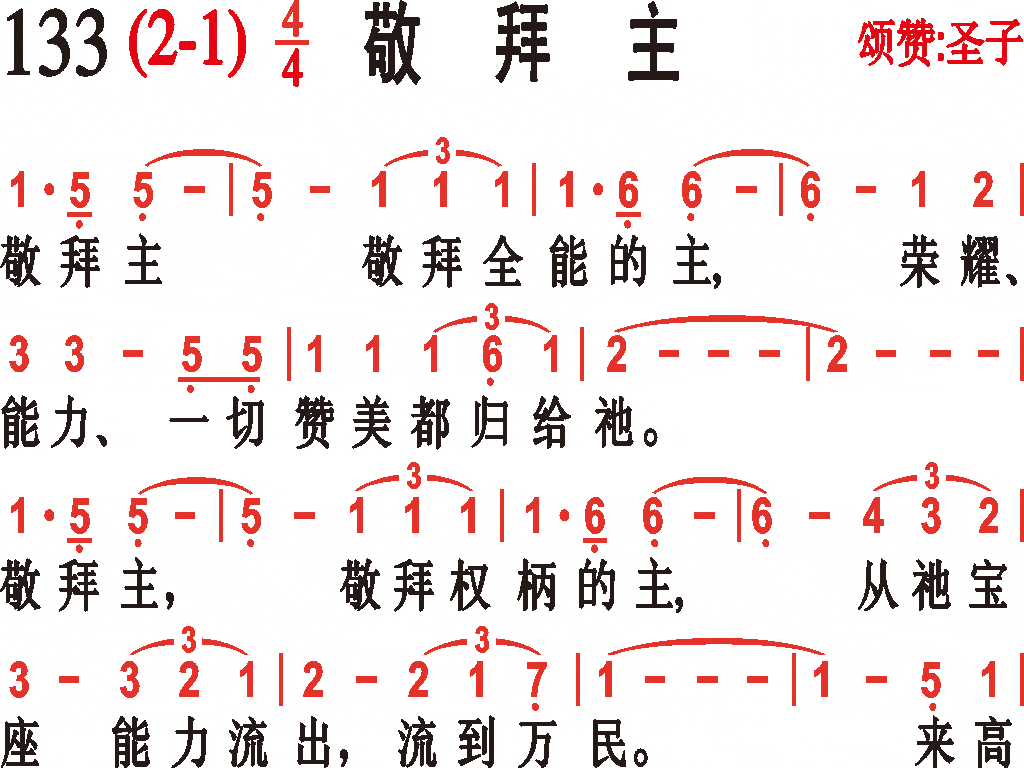 133 (2-1) 4/4 敬 拜 主 颂赞:圣子
1·5 5 - | 5 - 1 1 1 | 1·6 6 - | 6 - 1 2 |
敬 拜 主 敬 拜 全 能 的 主, 荣 耀、
3 3 - 5 5 | 1 1 1 6 1 | 2 - - - | 2 - - - |
能 力、 一 切 赞 美 都 归 给 祂。
1·5 5 - | 5 - 1 1 1 | 1·6 6 - | 6 - 4 3 2 |
敬 拜 主, 敬 拜 权 柄 的 主, 从 祂 宝
3 - 3 2 1 | 2 - 2 1 7 | 1 - - - | 1 - 5 1 |
座 能 力 流 出, 流 到 万 民。 来 高